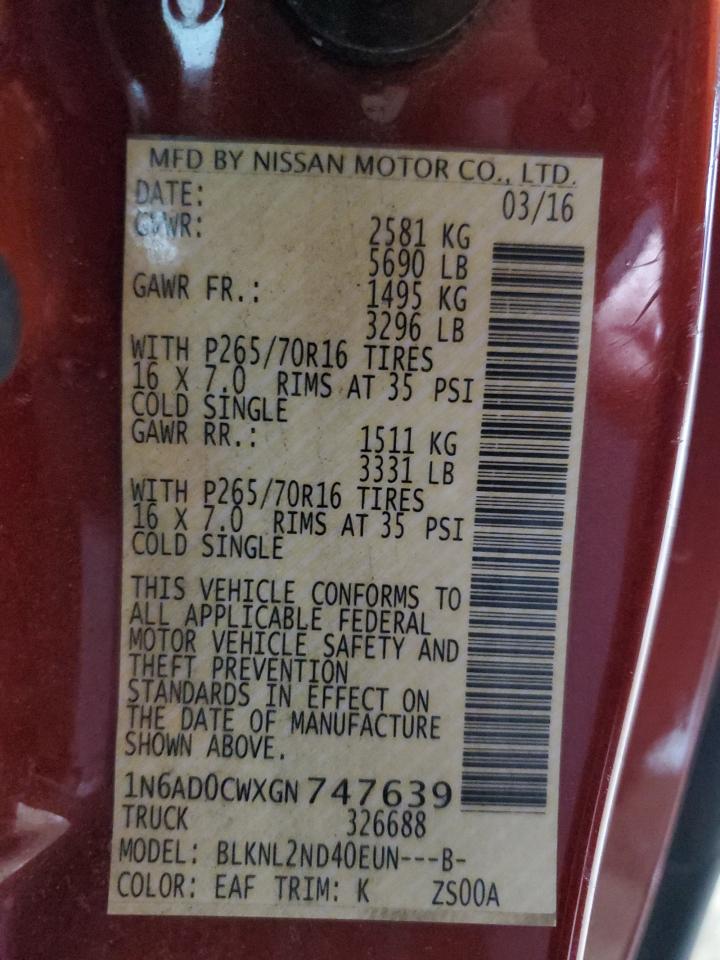 MFD BY NISSAN MOTOR CO., LTD.
DATE: 03/16
GVWR: 2581 KG
5690 LB
GAWR FR.: 1495 KG
3296 LB
WITH P265/70R16 TIRES
16 X 7.0 RIMS AT 35 PSI
COLD SINGLE
GAWR RR.: 1511 KG
3331 LB
WITH P265/70R16 TIRES
16 X 7.0 RIMS AT 35 PSI
COLD SINGLE
THIS VEHICLE CONFORMS TO
ALL APPLICABLE FEDERAL
MOTOR VEHICLE SAFETY AND
THEFT PREVENTION
STANDARDS IN EFFECT ON
THE DATE OF MANUFACTURE
SHOWN ABOVE.
1N6AD0CWXGN747639
TRUCK 326688
MODEL: BLKNL2ND40EUN---B-
COLOR: EAF TRIM: K ZS00A